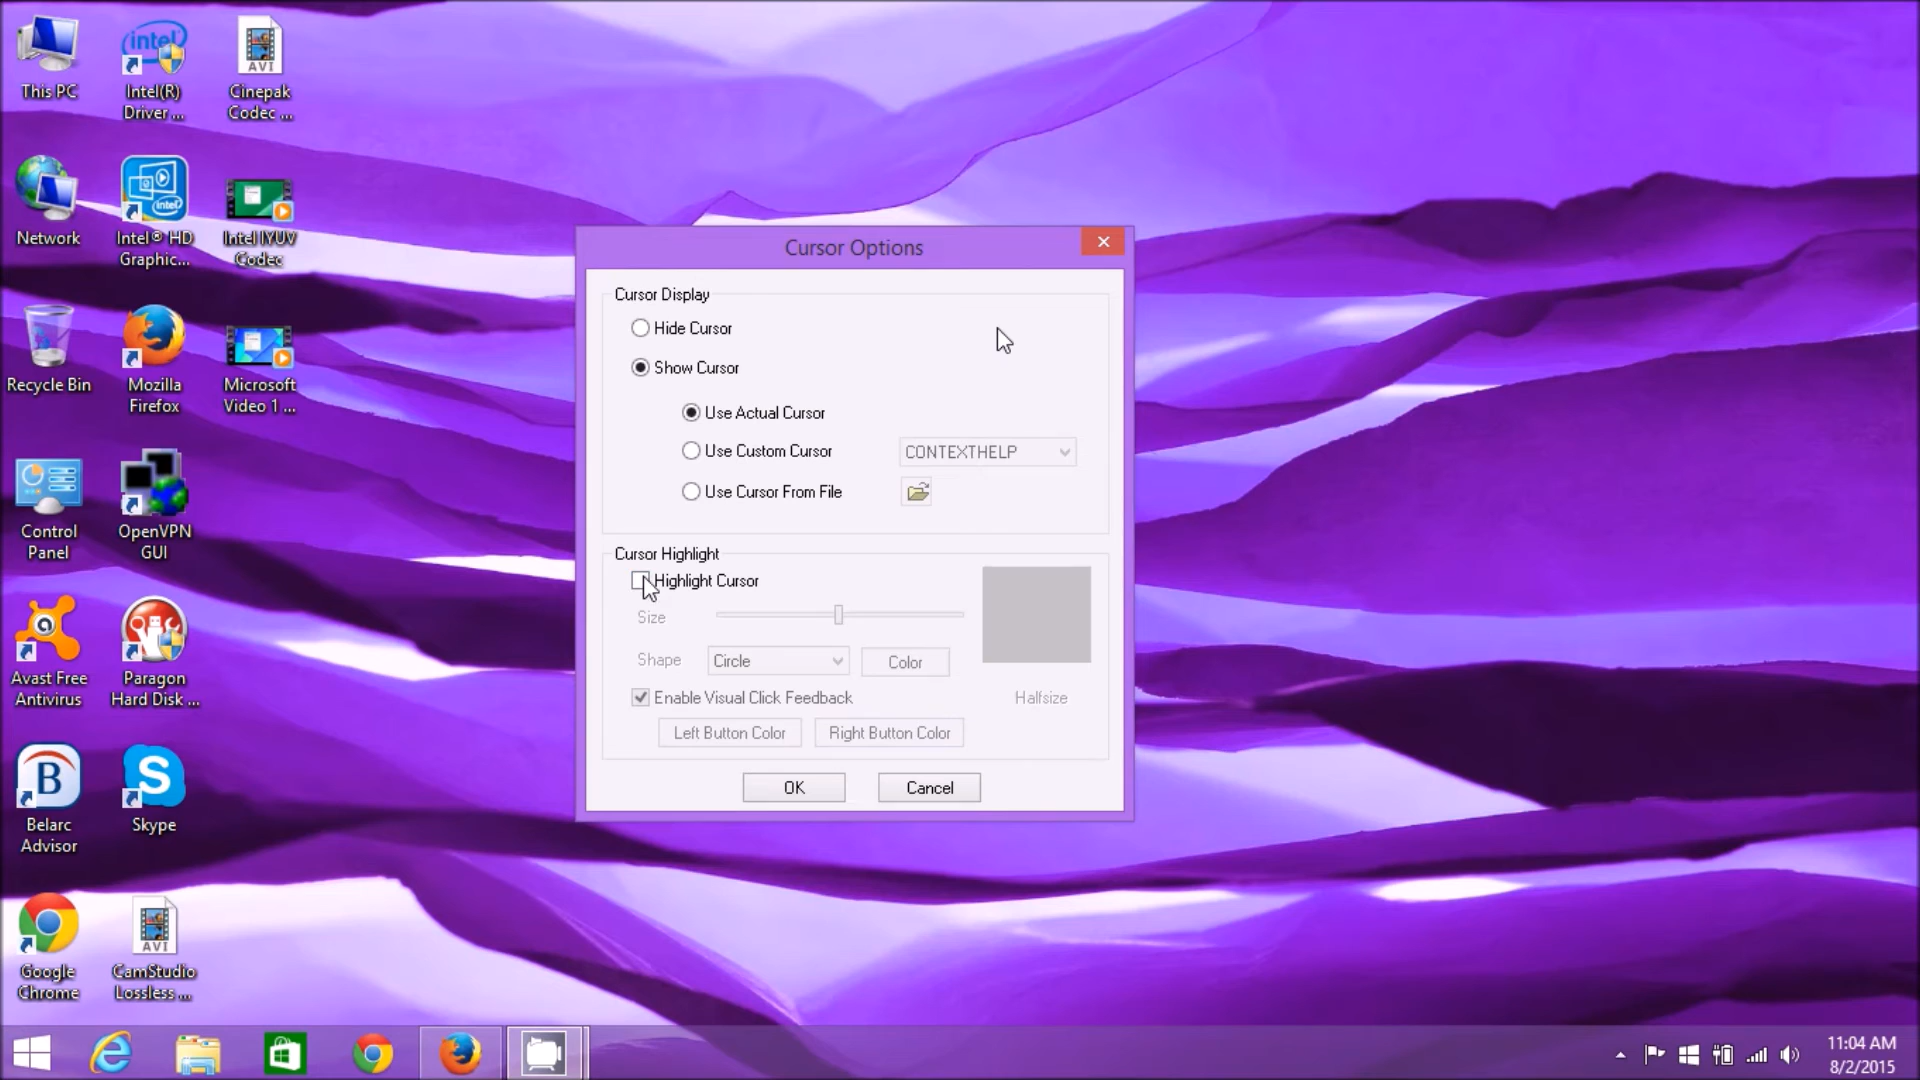 This PC
intel
Intel(R)
Driver ...
AVI
Cinepak
Codec ...
Network
intel
Intel® HD
Graphic...
Intel IYUV
Codec
Recycle Bin
Mozilla
Firefox
Microsoft
Video 1 ...
Control
Panel
OpenVPN
GUI
Avast Free
Antivirus
Paragon
Hard Disk ...
B
Belarc
Advisor
S
Skype
Google
Chrome
AVI
CamStudio
Lossless ...
Cursor Options
Cursor Display
Hide Cursor
Show Cursor
Use Actual Cursor
Use Custom Cursor
CONTEXTHELP
Use Cursor From File
Cursor Highlight
Highlight Cursor
Size
Shape
Circle
Color
Enable Visual Click Feedback
Halfsize
Left Button Color
Right Button Color
OK
Cancel
11:04 AM
8/2/2015